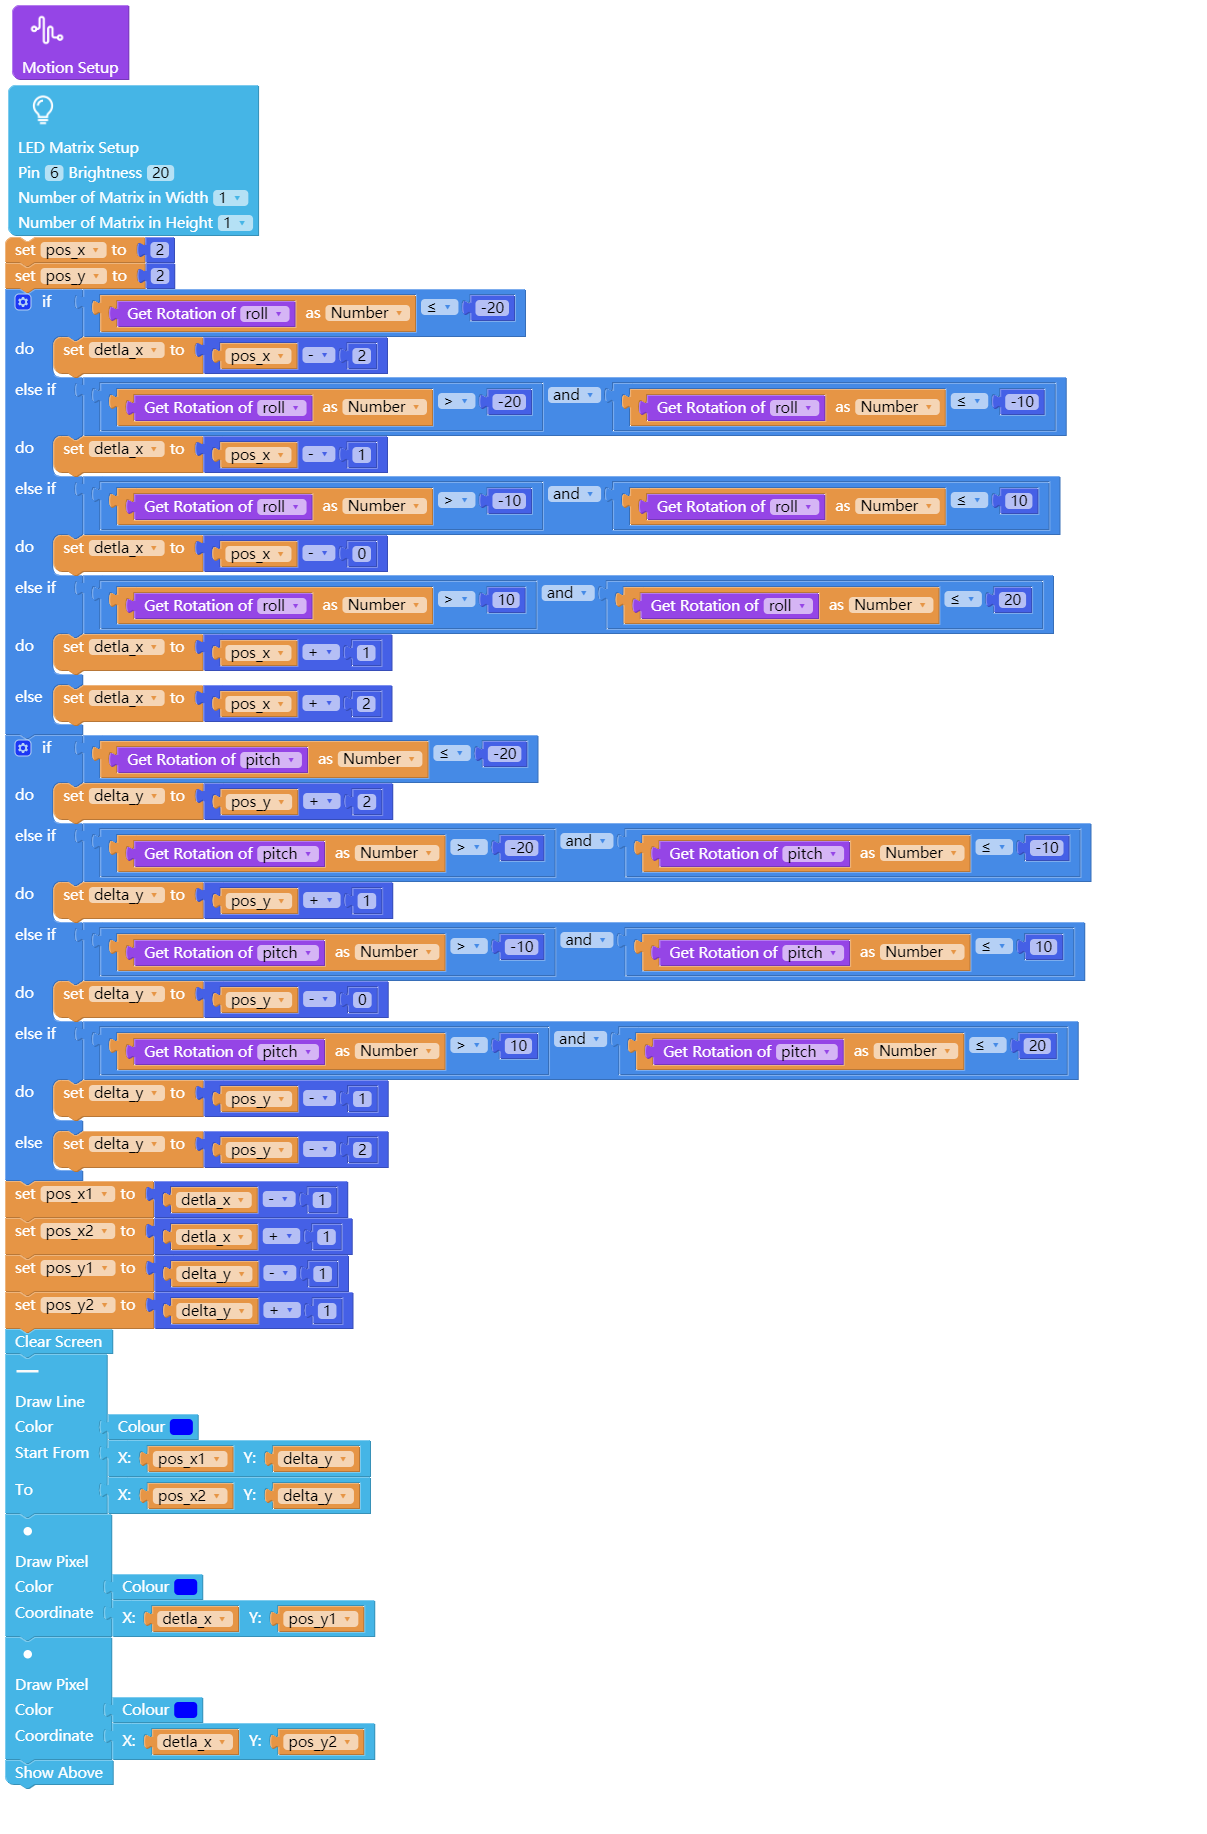 Motion Setup
LED Matrix Setup
Pin 6 Brightness 20
Number of Matrix in Width 1
Number of Matrix in Height 1
set pos_x to 2
set pos_y to 2
if Get Rotation of roll as Number ≤ -20
do set detla_x to pos_x - 2
else if Get Rotation of roll as Number > -20 and Get Rotation of roll as Number ≤ -10
do set detla_x to pos_x - 1
else if Get Rotation of roll as Number > -10 and Get Rotation of roll as Number ≤ 10
do set detla_x to pos_x - 0
else if Get Rotation of roll as Number > 10 and Get Rotation of roll as Number ≤ 20
do set detla_x to pos_x + 1
else set detla_x to pos_x + 2
if Get Rotation of pitch as Number ≤ -20
do set delta_y to pos_y + 2
else if Get Rotation of pitch as Number > -20 and Get Rotation of pitch as Number ≤ -10
do set delta_y to pos_y + 1
else if Get Rotation of pitch as Number > -10 and Get Rotation of pitch as Number ≤ 10
do set delta_y to pos_y - 0
else if Get Rotation of pitch as Number > 10 and Get Rotation of pitch as Number ≤ 20
do set delta_y to pos_y - 1
else set delta_y to pos_y - 2
set pos_x1 to detla_x - 1
set pos_x2 to detla_x + 1
set pos_y1 to delta_y - 1
set pos_y2 to delta_y + 1
Clear Screen
Draw Line
Color Colour
Start From X: pos_x1 Y: delta_y
To X: pos_x2 Y: delta_y
Draw Pixel
Color Colour
Coordinate X: detla_x Y: pos_y1
Draw Pixel
Color Colour
Coordinate X: detla_x Y: pos_y2
Show Above